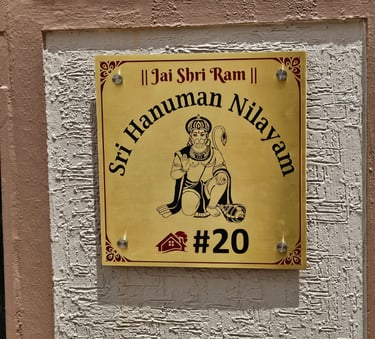 || Jai Shri Ram ||
Sri Hanuman Nilayam
#20